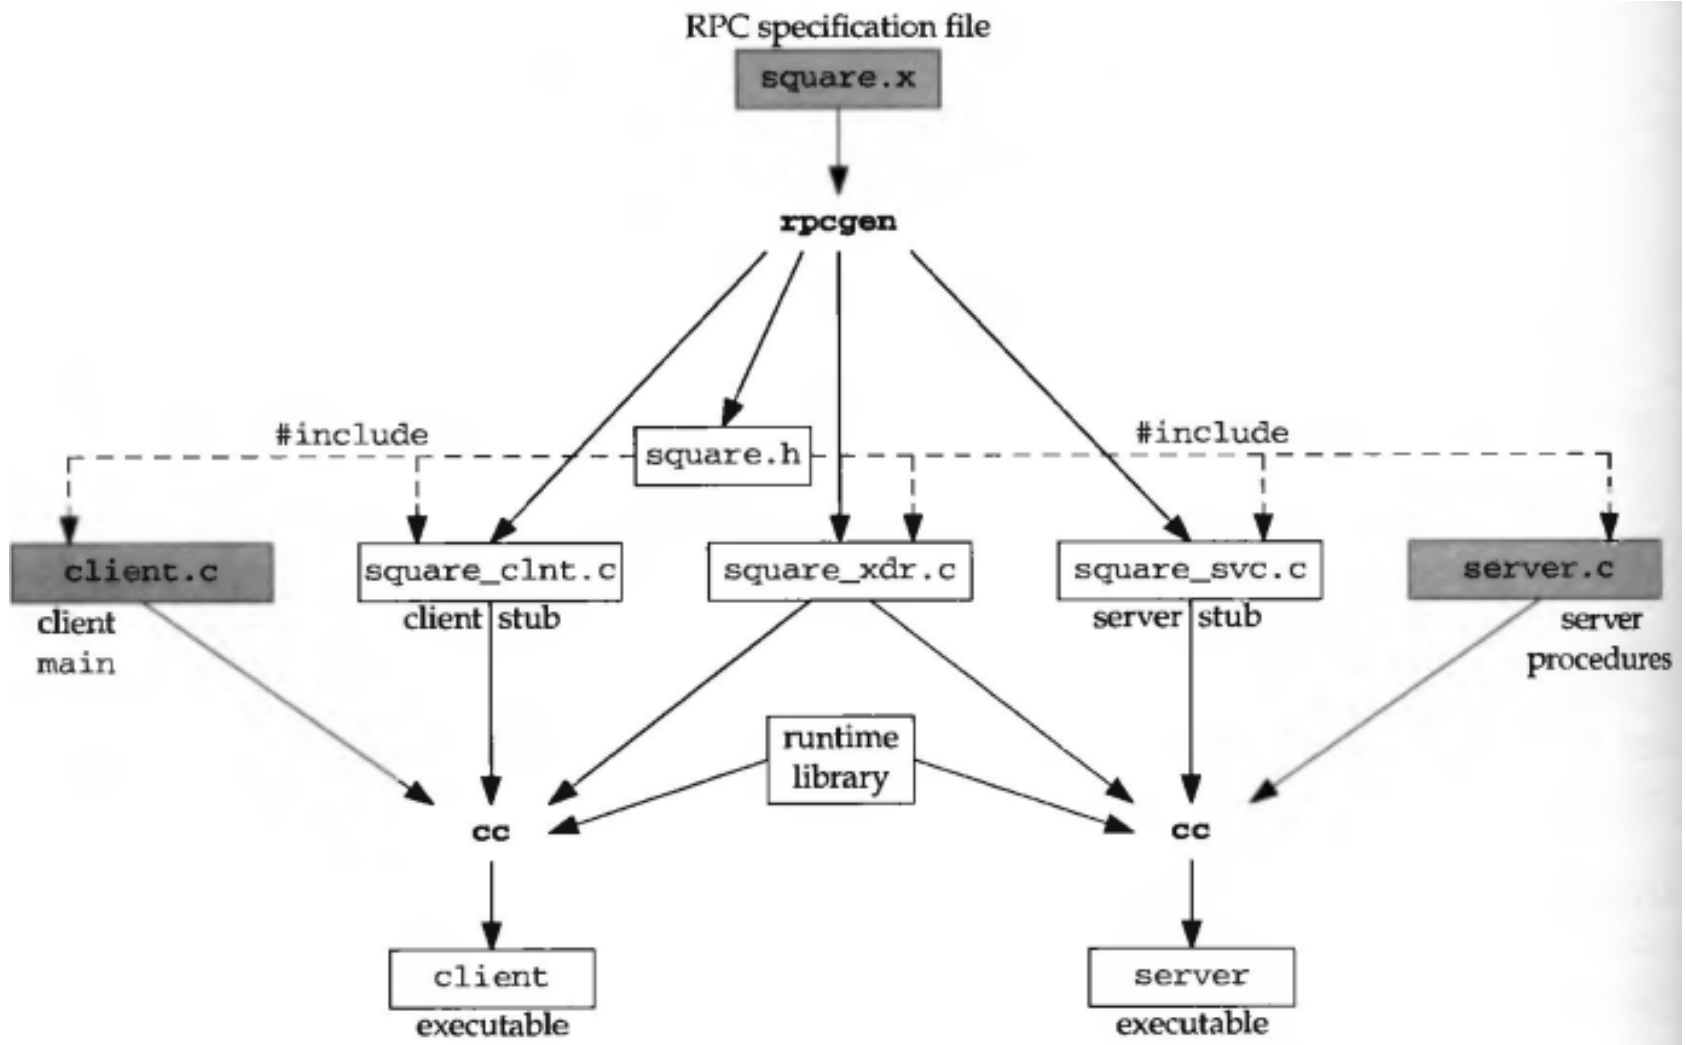 RPC specification file
square.x
rpcgen
#include
square.h
#include
client.c
square_clnt.c
square_xdr.c
square_svc.c
server.c
client
main
client stub
server stub
server
procedures
runtime
library
cc
cc
client
executable
server
executable